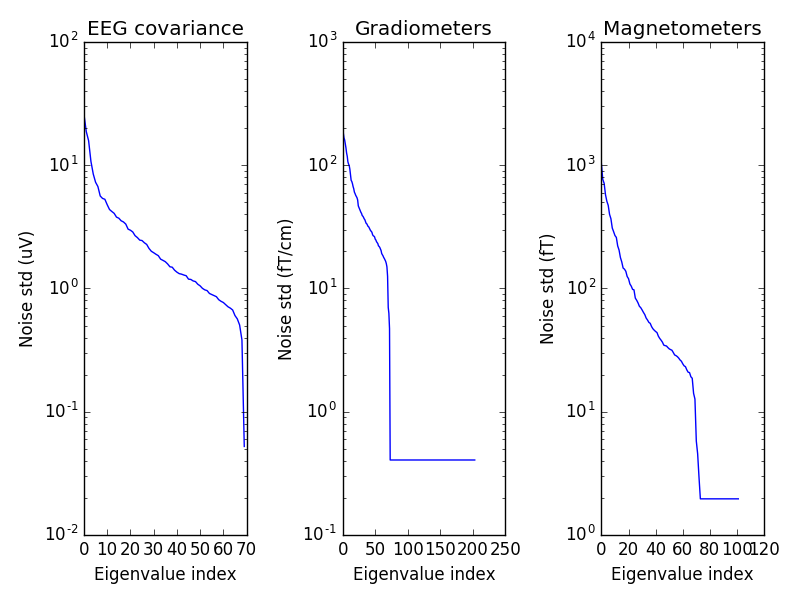 EEG covariance
Gradiometers
Magnetometers
10^2
10^1
10^0
10^-1
10^-2
Noise std (uV)
0 10 20 30 40 50 60 70
Eigenvalue index
10^3
10^2
10^1
10^0
10^-1
Noise std (fT/cm)
0 50 100 150 200 250
Eigenvalue index
10^4
10^3
10^2
10^1
10^0
Noise std (fT)
0 20 40 60 80 100 120
Eigenvalue index